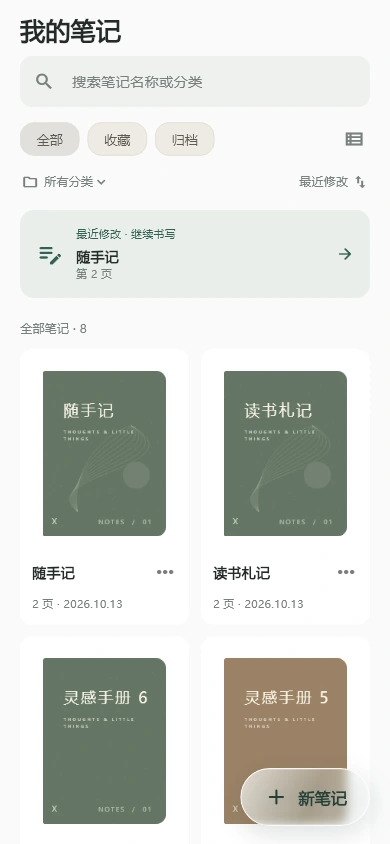 我的笔记
搜索笔记名称或分类
全部 收藏 归档
所有分类 最近修改
最近修改 · 继续书写
随手记
第 2 页
全部笔记 · 8
随手记
THOUGHTS & LITTLE
THINGS
X NOTES / 01
读书札记
THOUGHTS & LITTLE
THINGS
X NOTES / 01
随手记
2 页 · 2026.10.13
读书札记
2 页 · 2026.10.13
灵感手册 6
THOUGHTS & LITTLE
THINGS
X NOTES / 01
灵感手册 5
THOUGHTS & LITTLE
THINGS
X
新笔记